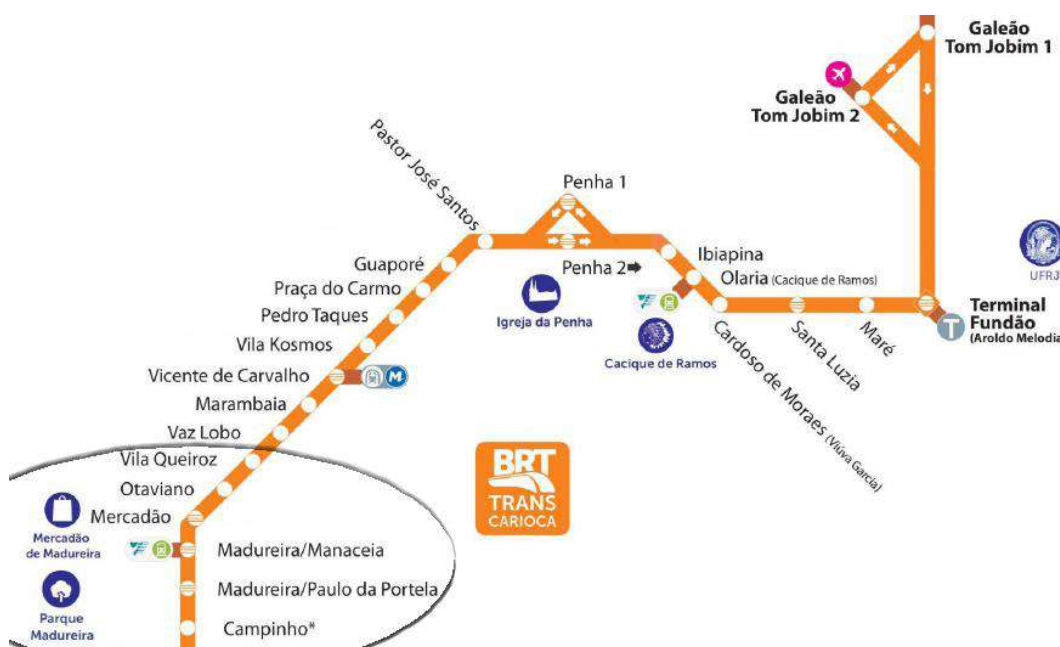 Galeão
Tom Jobim 1
Galeão
Tom Jobim 2
Pastor José Santos
Penha 1
Guaporé
Penha 2
Ibiapina
Olaria (Cacique de Ramos)
UFRJ
Praça do Carmo
Igreja da Penha
Terminal
Fundão
(Aroldo Melodia
T
Pedro Taques
Vila Kosmos
Cacique de Ramos
Cardoso de Moraes (Viúva Garcia)
Santa Luzia
Maré
Vicente de Carvalho
M
Marambaia
Vaz Lobo
Vila Queiroz
BRT
TRANS
CARIOCA
Otaviano
Mercadão
Mercadão
de Madureira
Madureira/Manaceia
Madureira/Paulo da Portela
Parque
Madureira
Campinho*